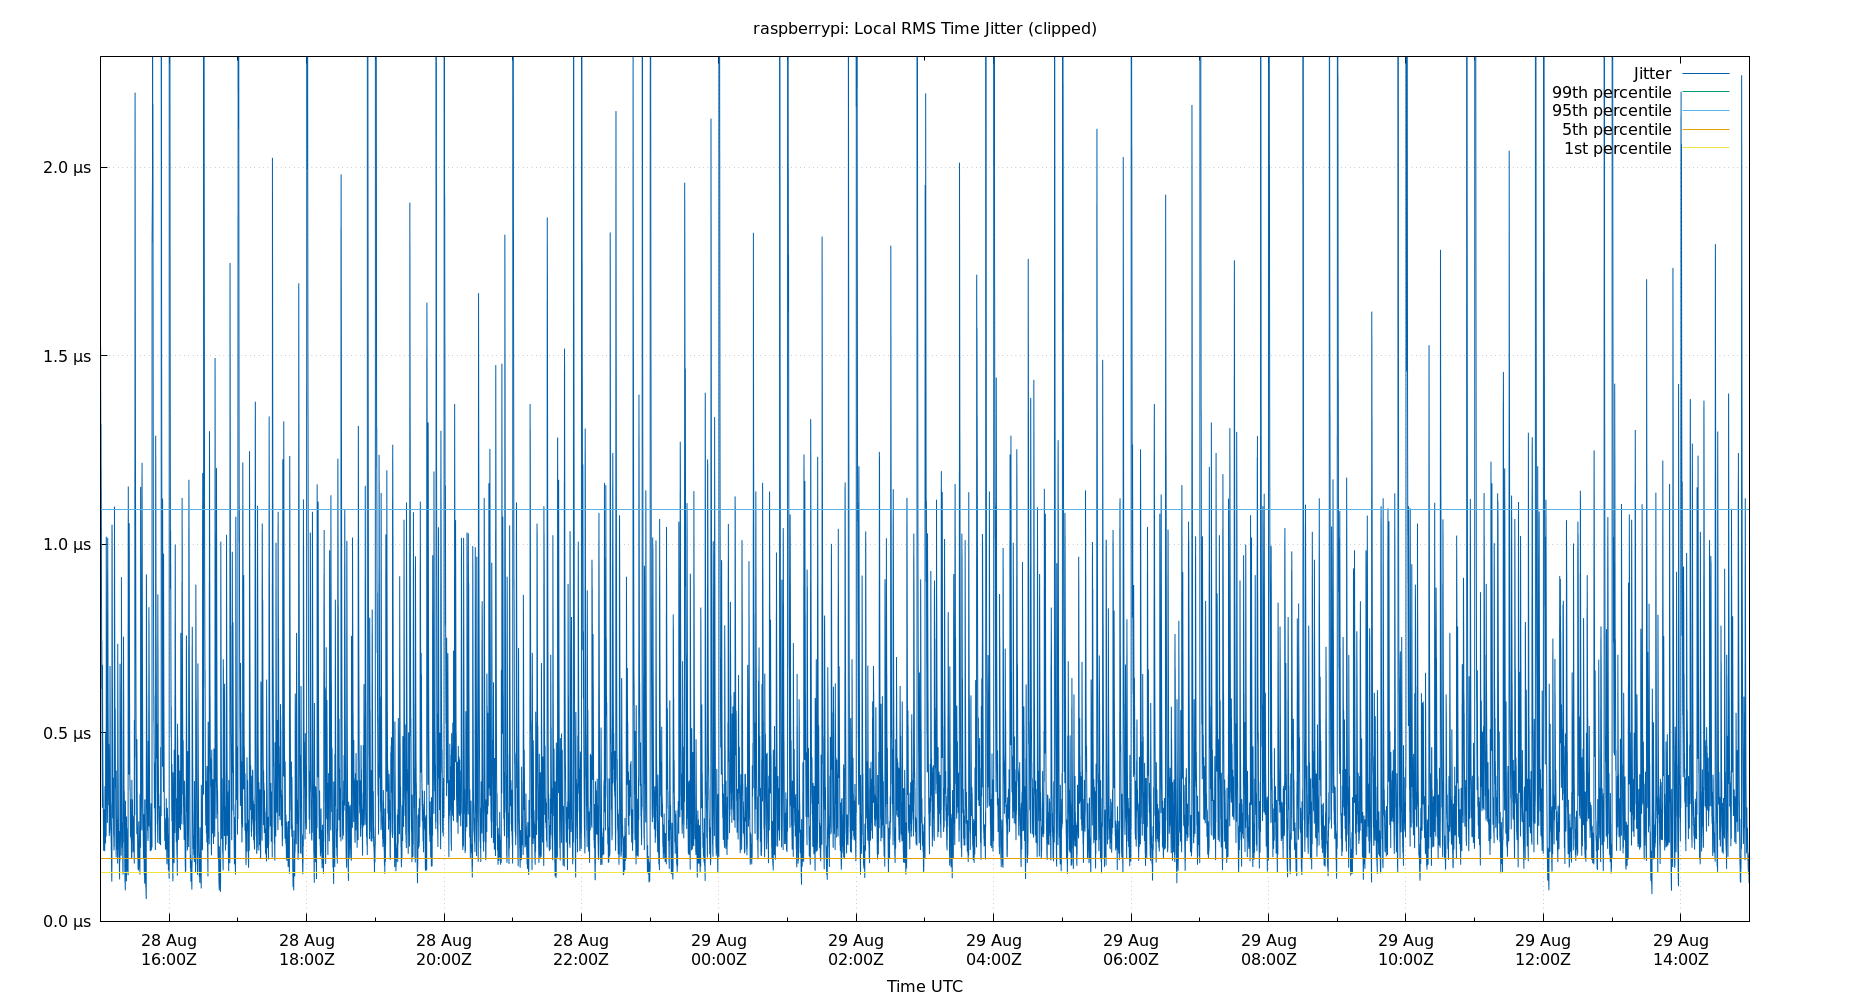 raspberrypi: Local RMS Time Jitter (clipped)
Jitter
99th percentile
95th percentile
5th percentile
1st percentile
2.0 µs
1.5 µs
1.0 µs
0.5 µs
0.0 µs
28 Aug 28 Aug 28 Aug 28 Aug 29 Aug 29 Aug 29 Aug 29 Aug 29 Aug 29 Aug 29 Aug 29 Aug
16:00Z 18:00Z 20:00Z 22:00Z 00:00Z 02:00Z 04:00Z 06:00Z 08:00Z 10:00Z 12:00Z 14:00Z
Time UTC